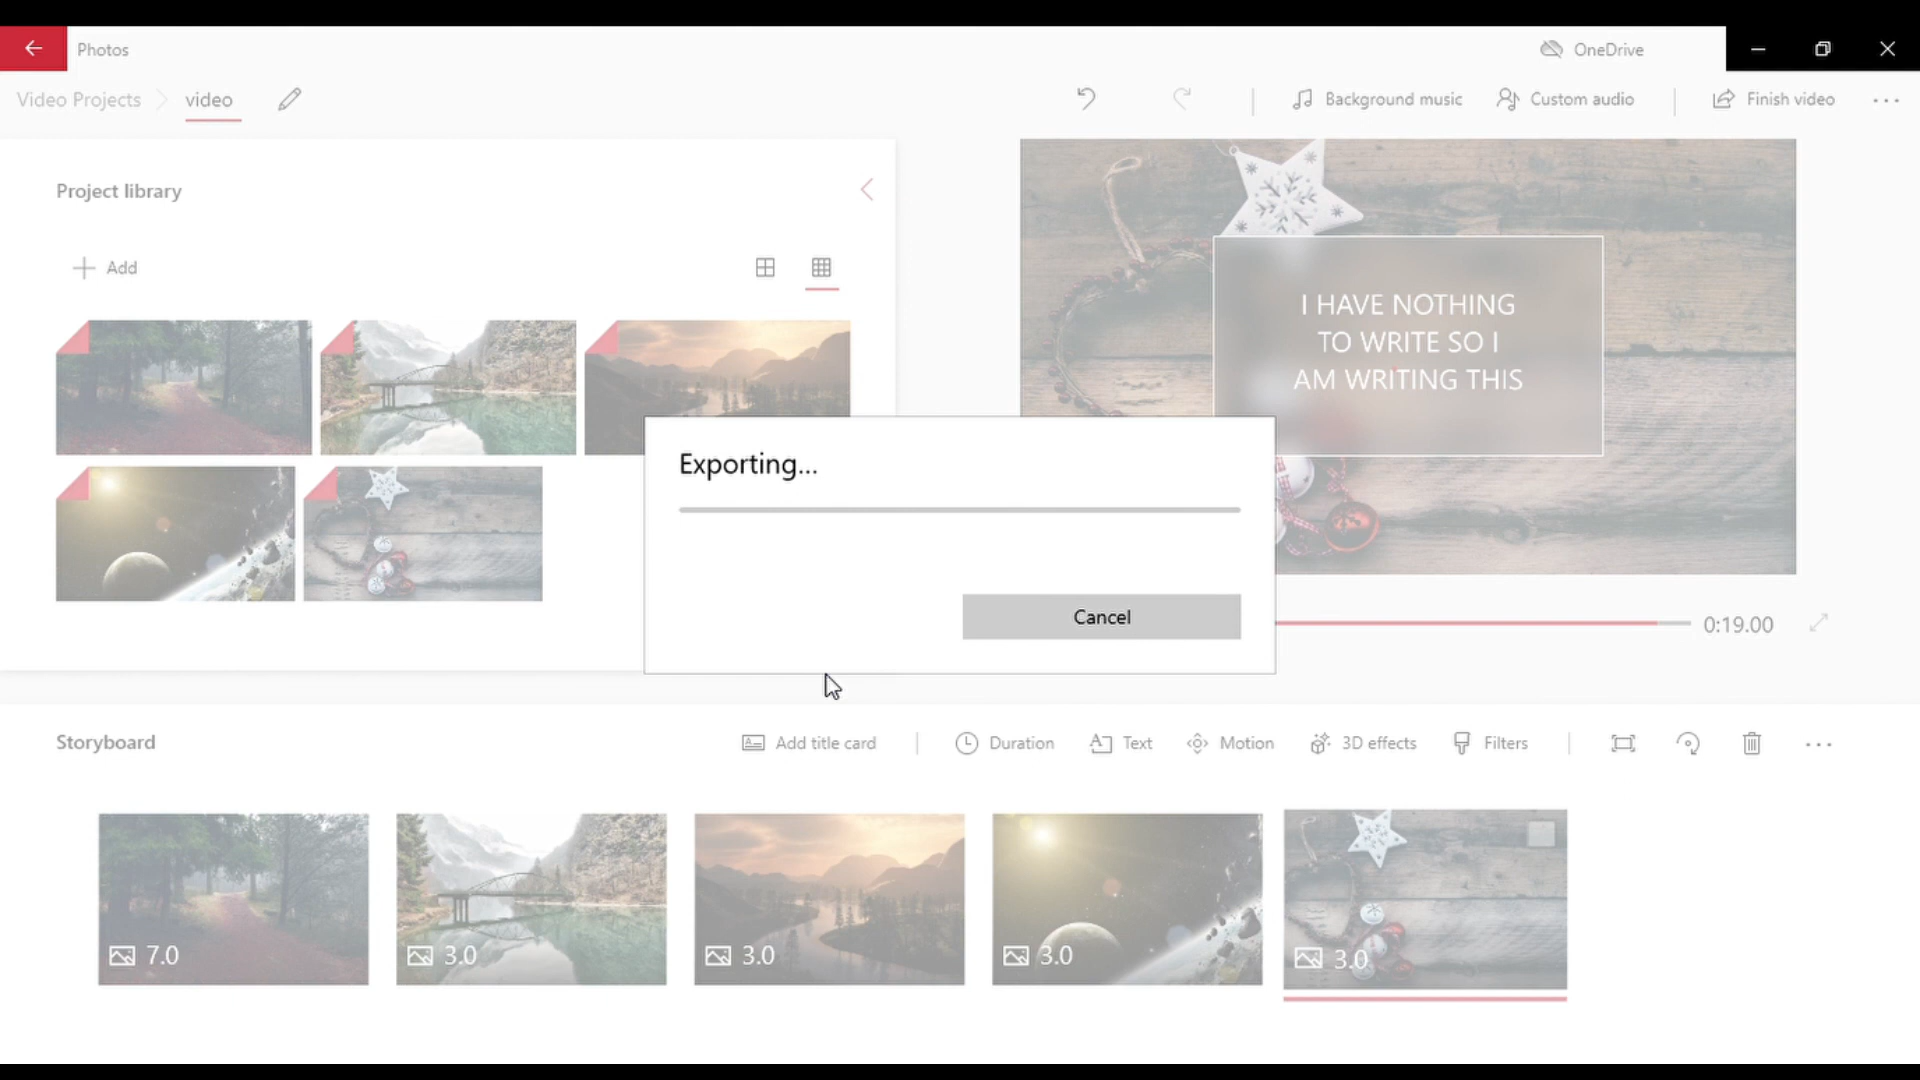 Photos
OneDrive
Video Projects
video
Background music
Custom audio
Finish video
Project library
Add
I HAVE NOTHING
TO WRITE SO I
AM WRITING THIS
Exporting...
Cancel
0:19.00
Storyboard
Add title card
Duration
Text
Motion
3D effects
Filters
7.0
3.0
3.0
3.0
3.0